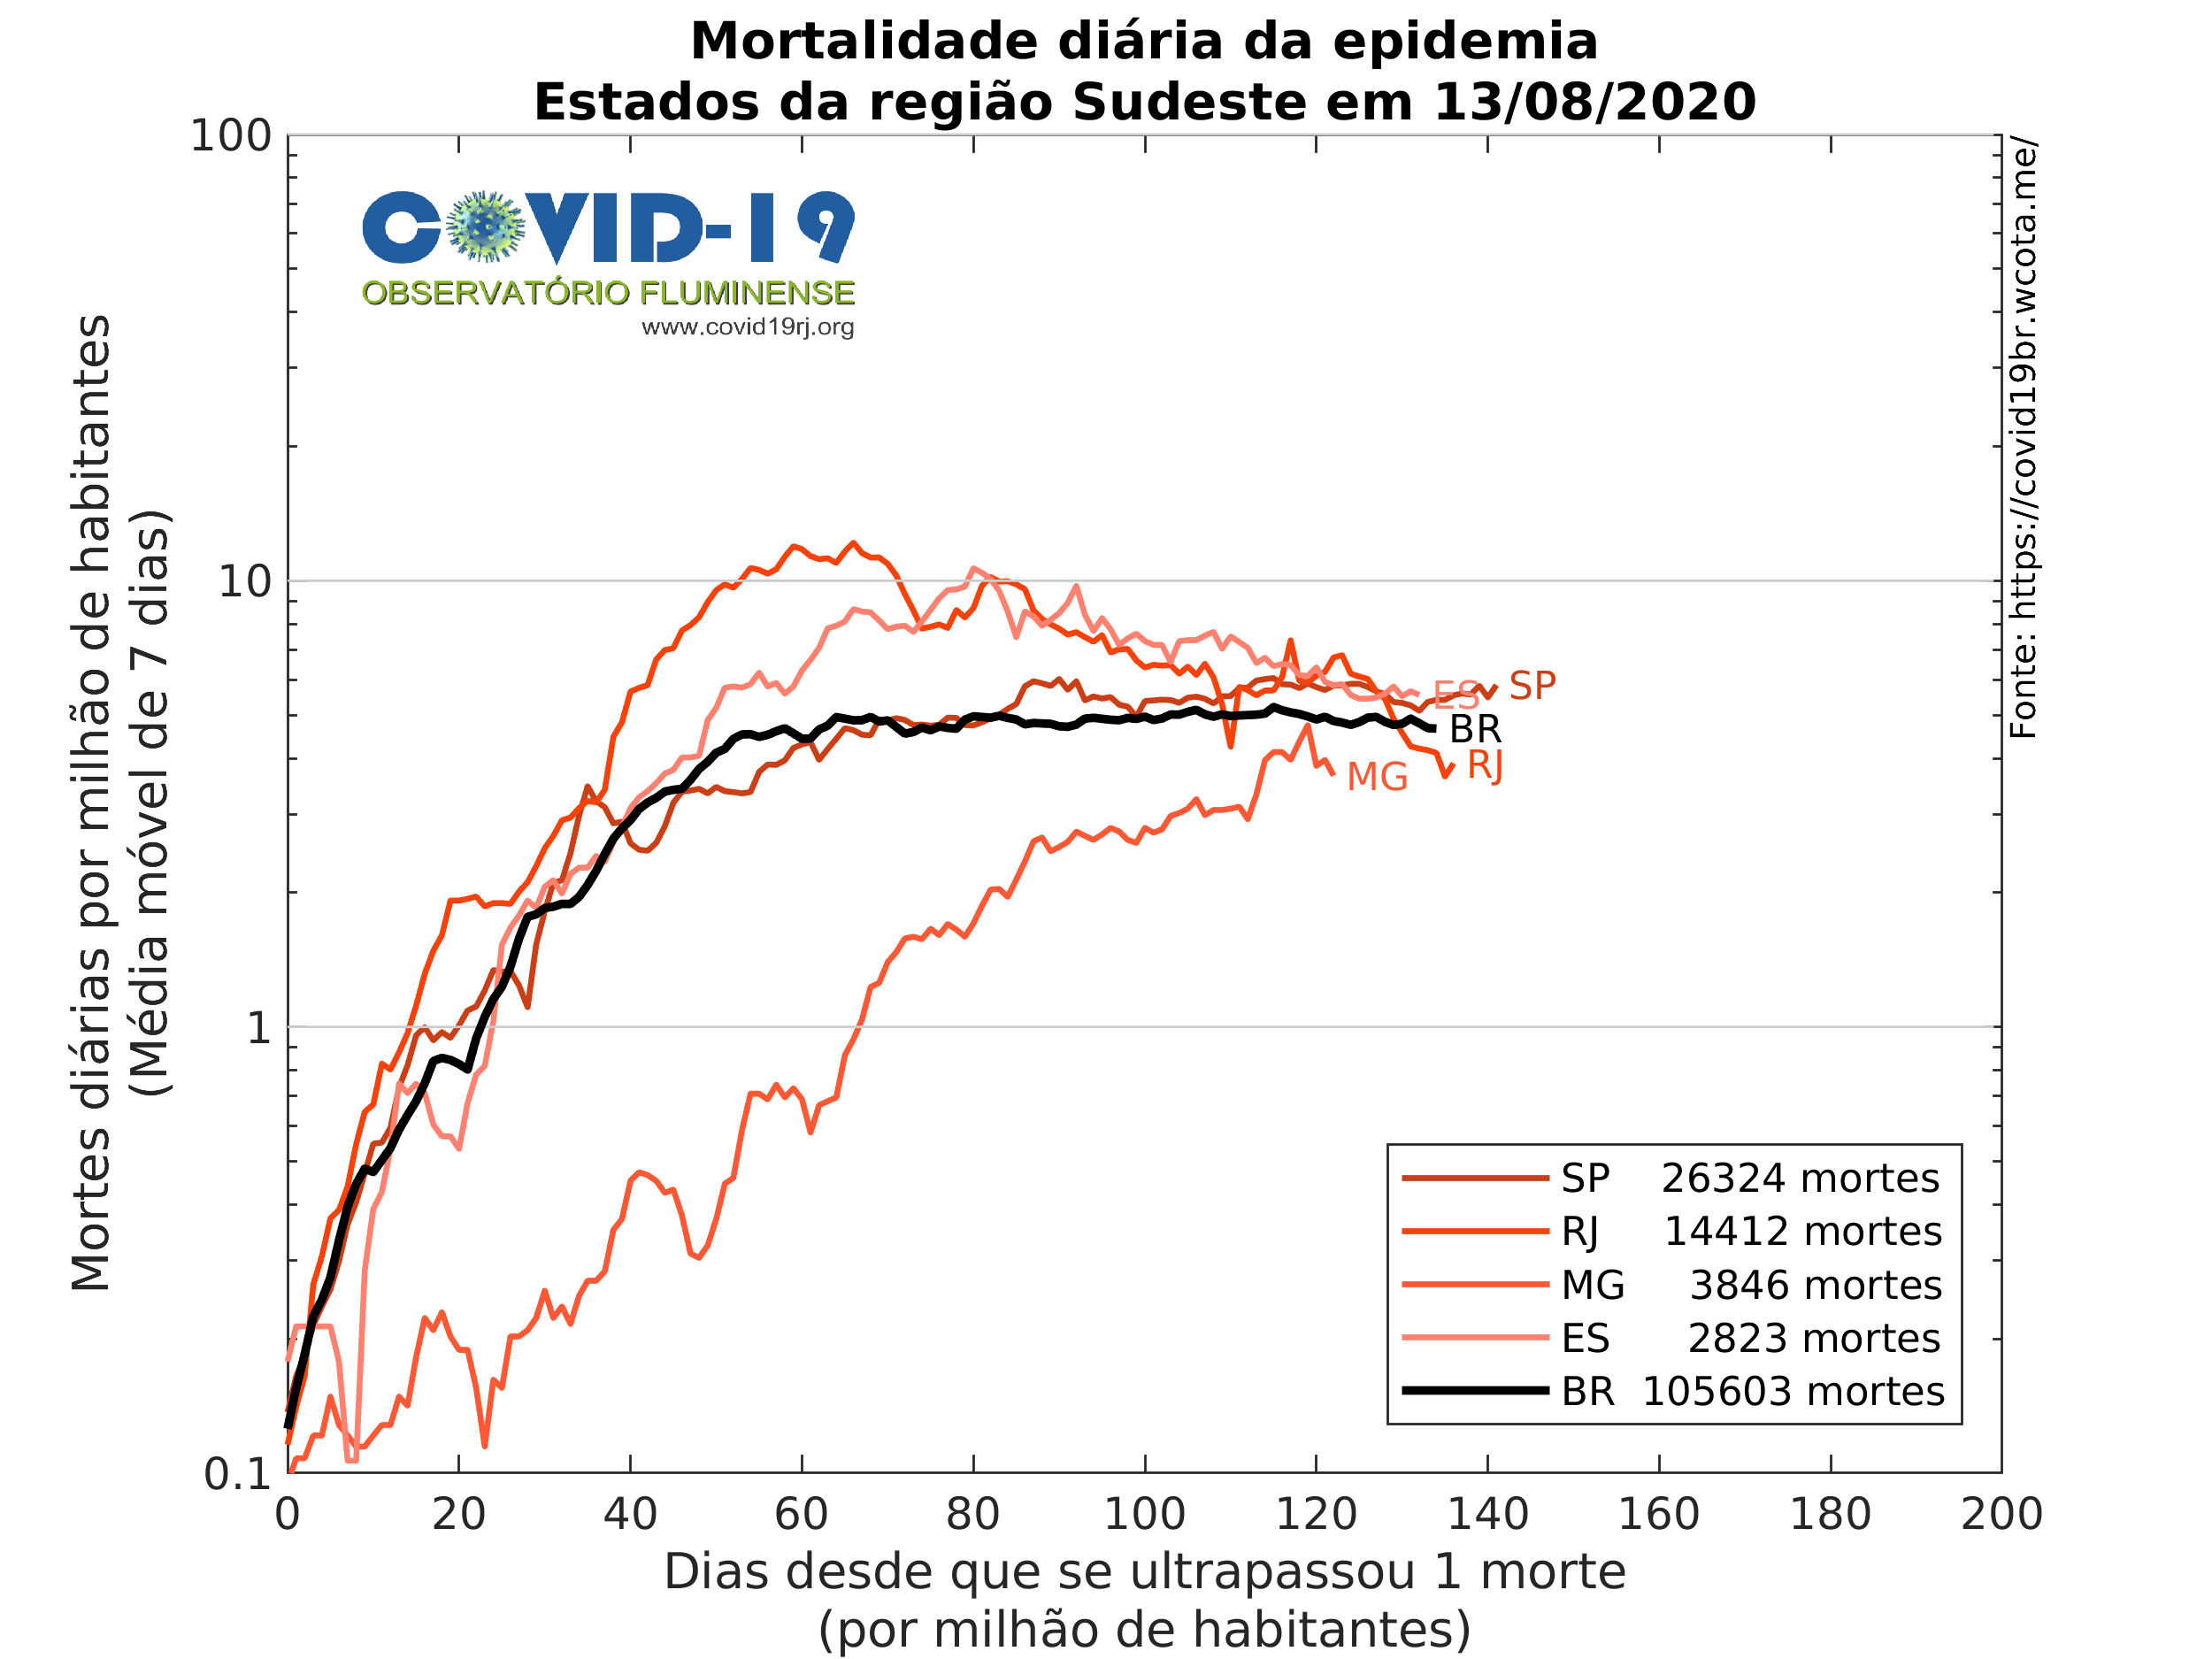 Mortalidade diária da epidemia
Estados da região Sudeste em 13/08/2020
COVID-19
OBSERVATÓRIO FLUMINENSE
www.covid19rj.org
Fonte: https://covid19br.wcota.me/
Mortes diárias por milhão de habitantes
(Média móvel de 7 dias)
100
10
1
0.1
SP
ES
BR
RJ
MG
SP 26324 mortes
RJ 14412 mortes
MG 3846 mortes
ES 2823 mortes
BR 105603 mortes
0 20 40 60 80 100 120 140 160 180 200
Dias desde que se ultrapassou 1 morte
(por milhão de habitantes)